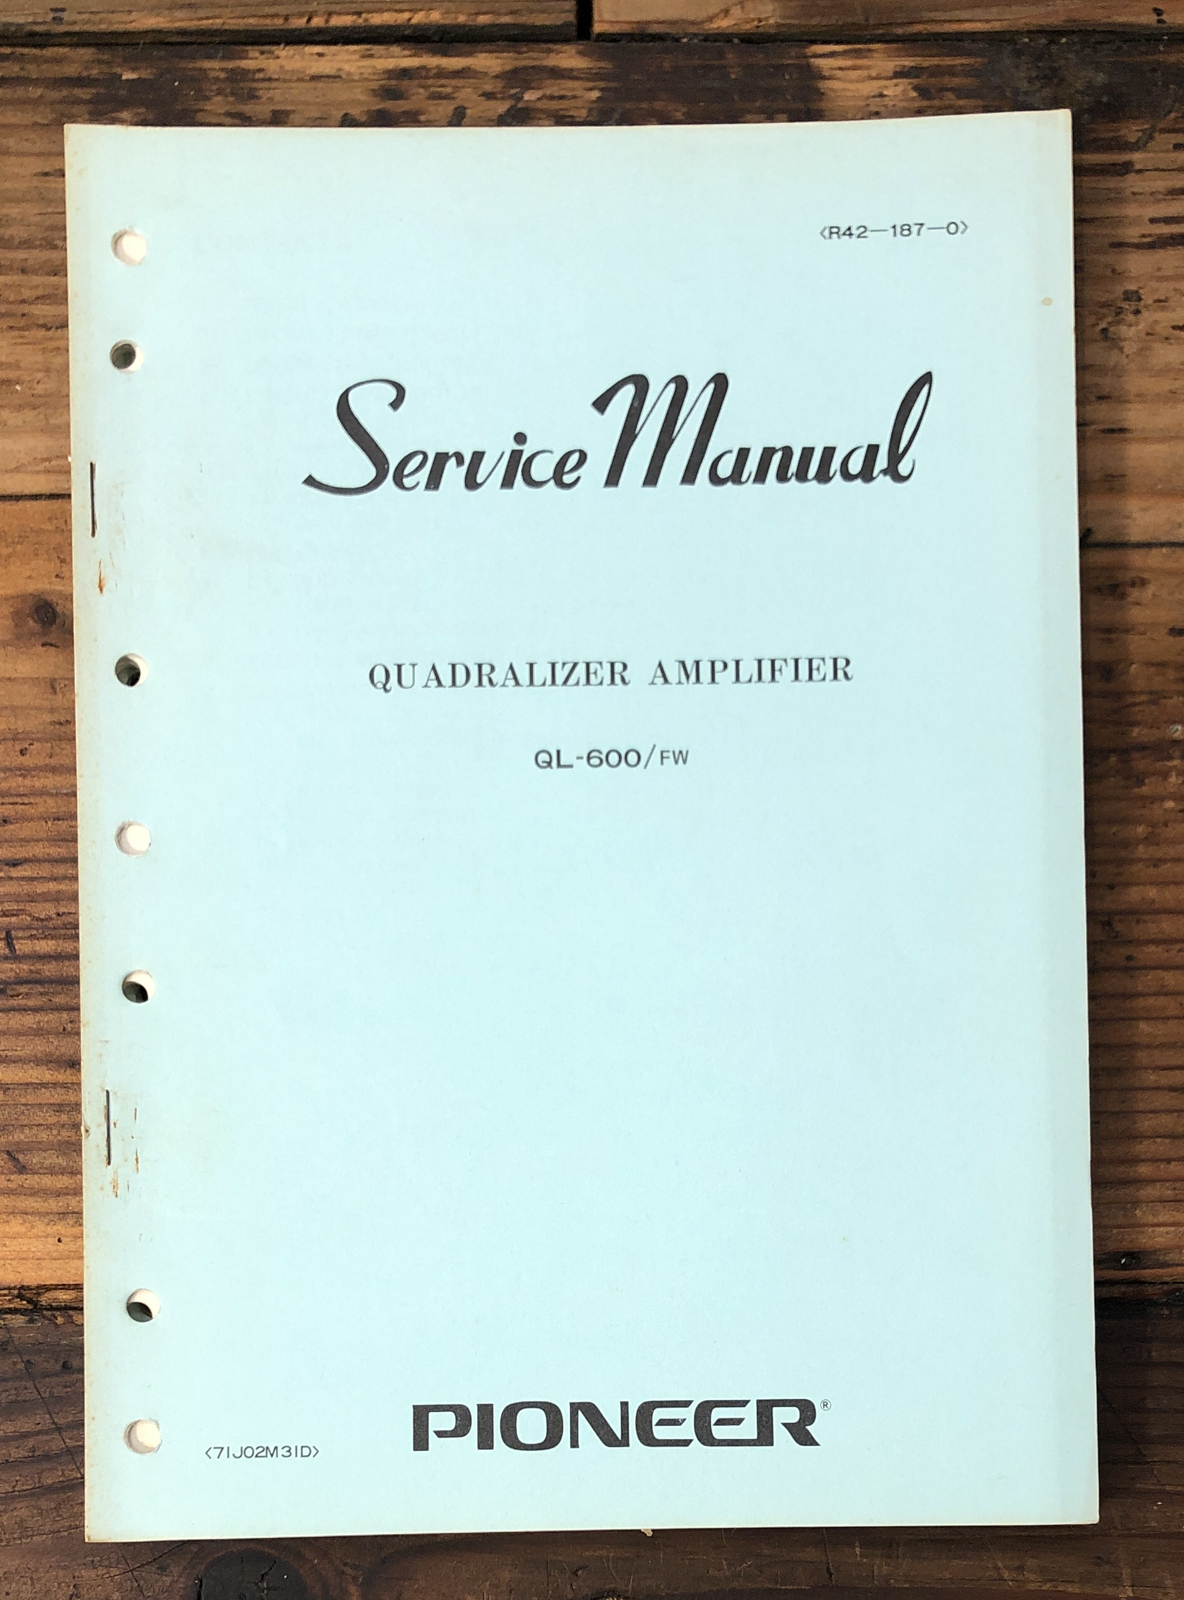 <R42-187-0>
Service Manual
QUADRALIZER AMPLIFIER
QL-600/FW
PIONEER®
<71J02M31D>